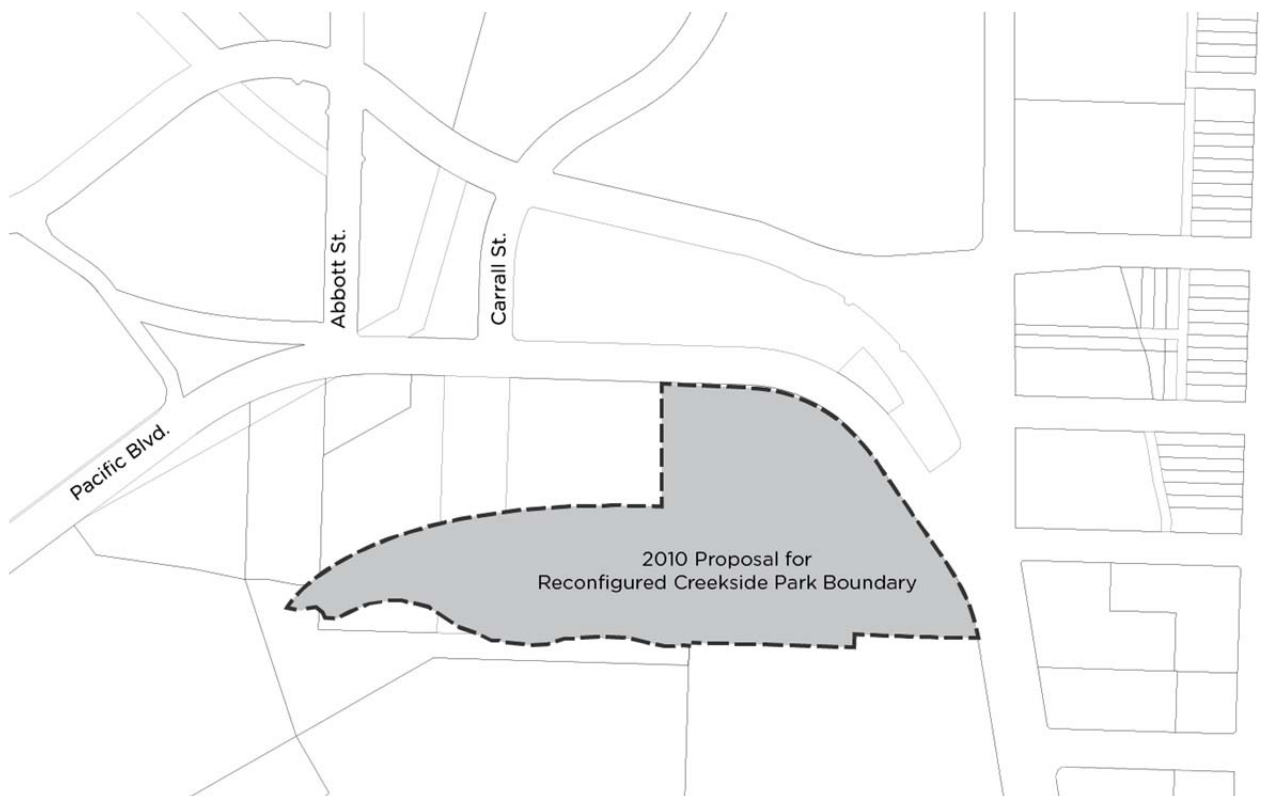 Abbott St.
Carrall St.
Pacific Blvd.
2010 Proposal for
Reconfigured Creekside Park Boundary